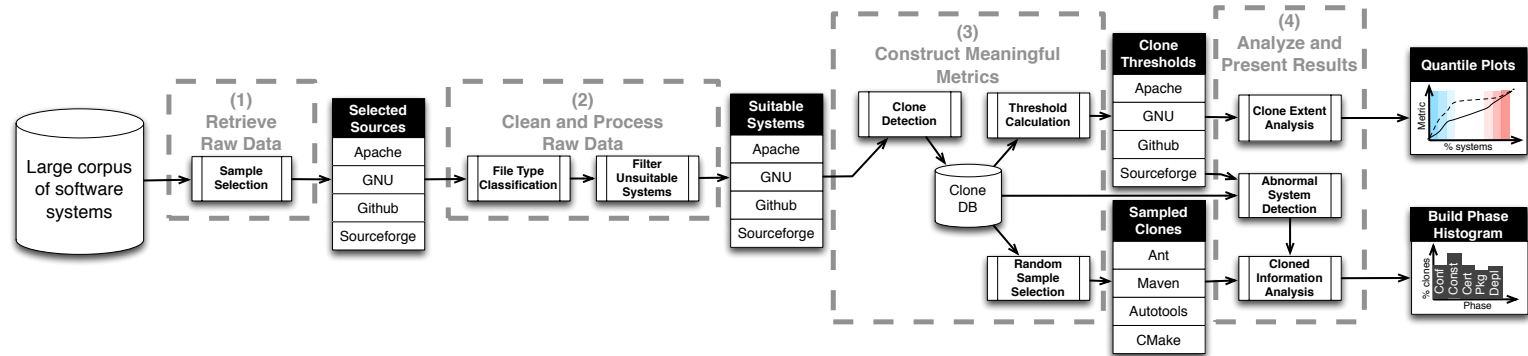 Large corpus
of software
systems
(1)
Retrieve
Raw Data
Sample
Selection
Selected
Sources
Apache
GNU
Github
Sourceforge
(2)
Clean and Process
Raw Data
File Type
Classification
Filter
Unsuitable
Systems
Suitable
Systems
Apache
GNU
Github
Sourceforge
(3)
Construct Meaningful
Metrics
Clone
Detection
Threshold
Calculation
Clone
DB
Random
Sample
Selection
Clone
Thresholds
Apache
GNU
Github
Sourceforge
Sampled
Clones
Ant
Maven
Autotools
CMake
(4)
Analyze and
Present Results
Clone Extent
Analysis
Abnormal
System
Detection
Cloned
Information
Analysis
Quantile Plots
Metric
% systems
Build Phase
Histogram
% clones
Conf
Const
Cert
Pkg
Depl
Phase